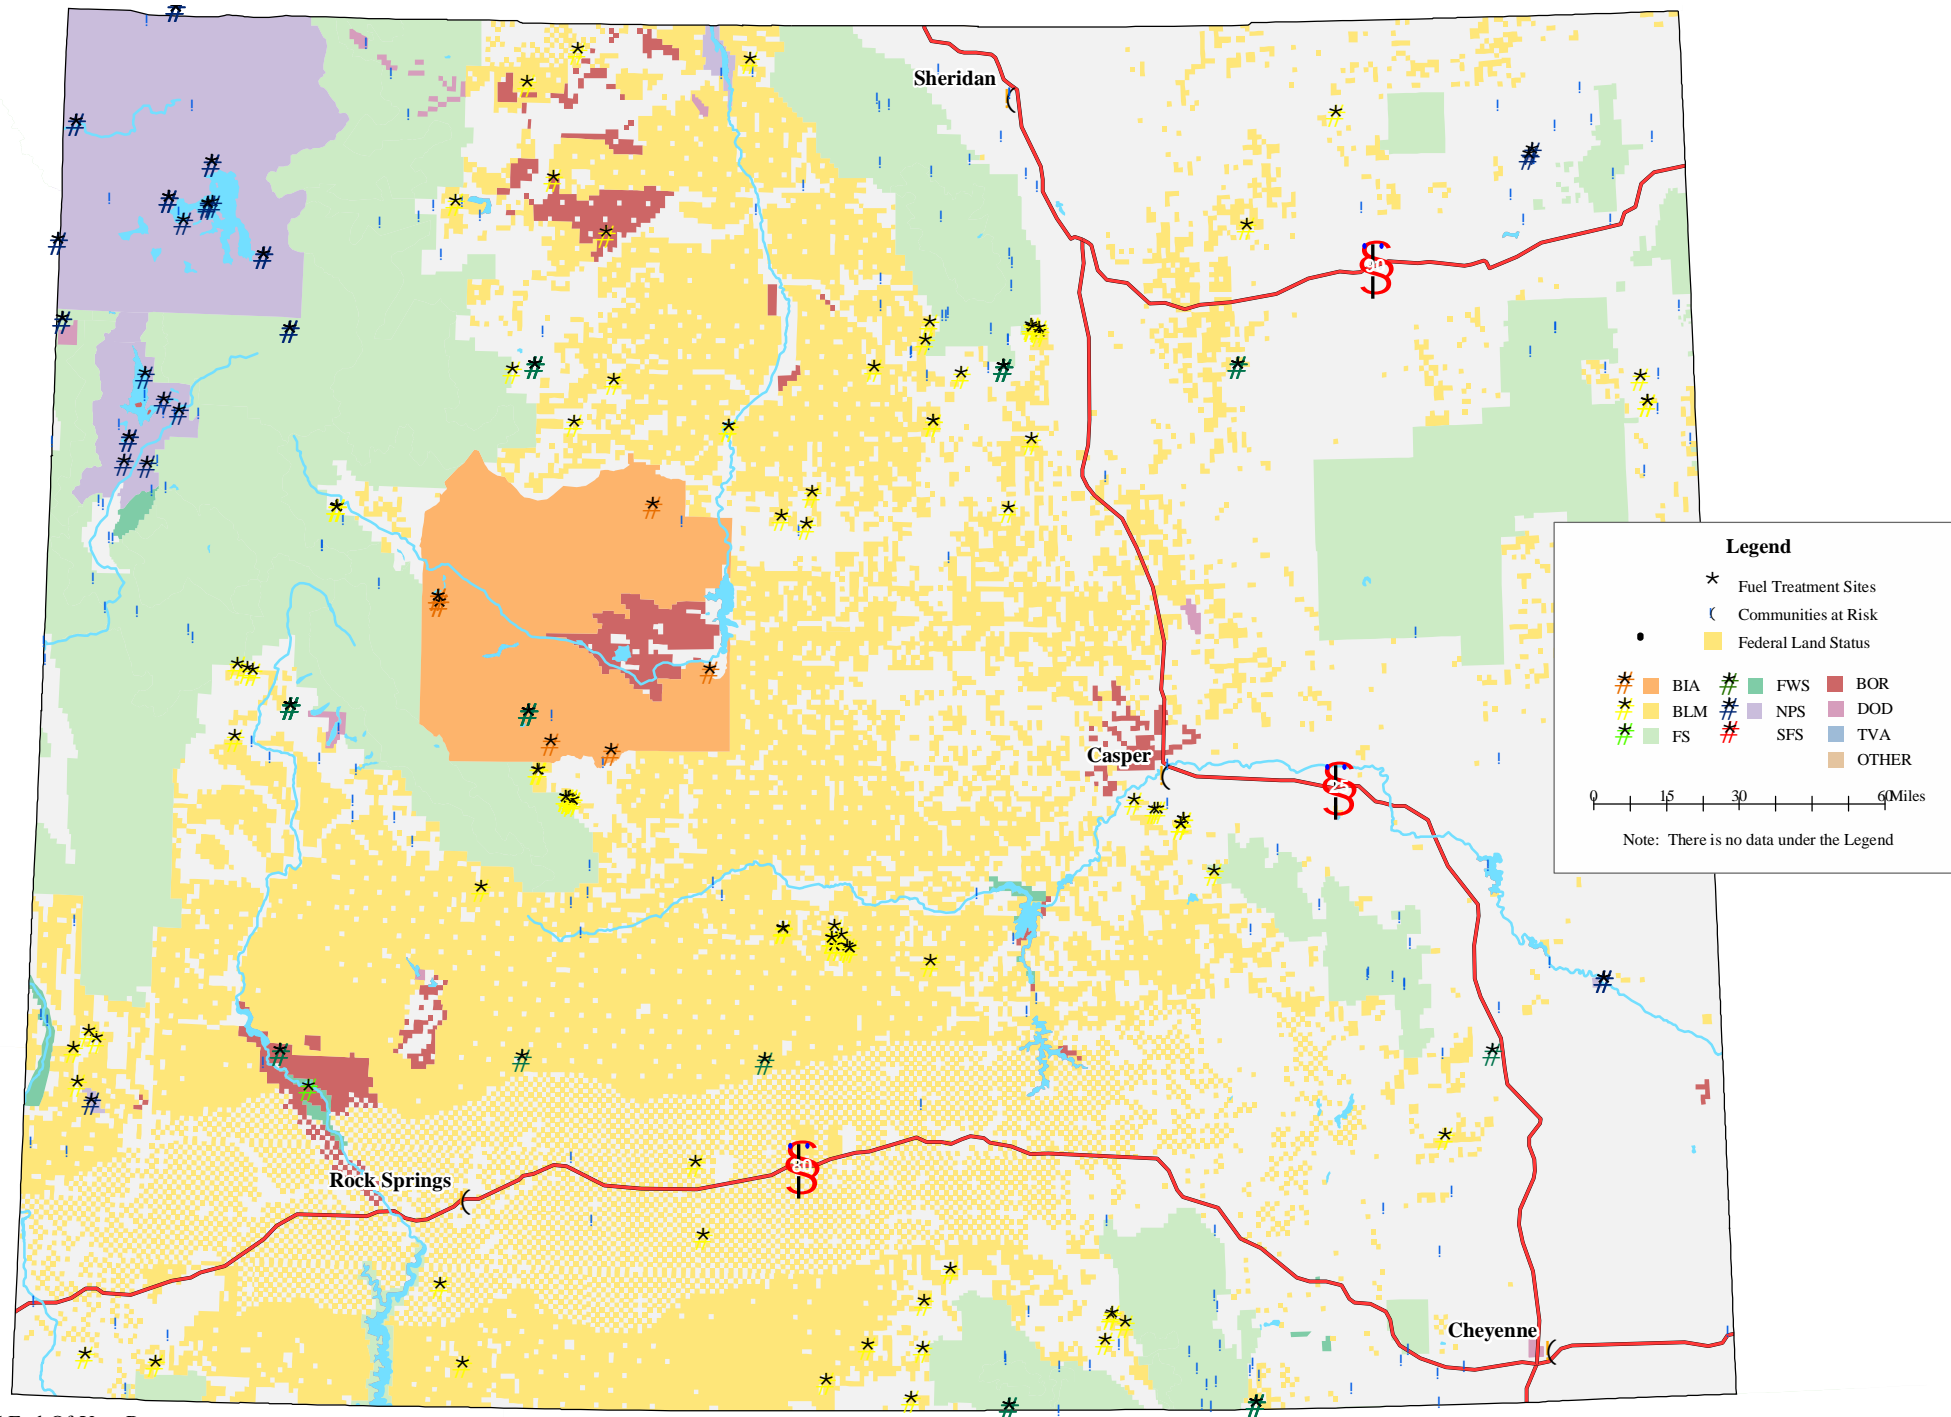 Sheridan
90
Legend
Fuel Treatment Sites
Communities at Risk
Federal Land Status
BIA FWS BOR
BLM NPS DOD
FS SFS TVA
OTHER
0 15 30 60 Miles
Note: There is no data under the Legend
Casper
25
80
Rock Springs
Cheyenne